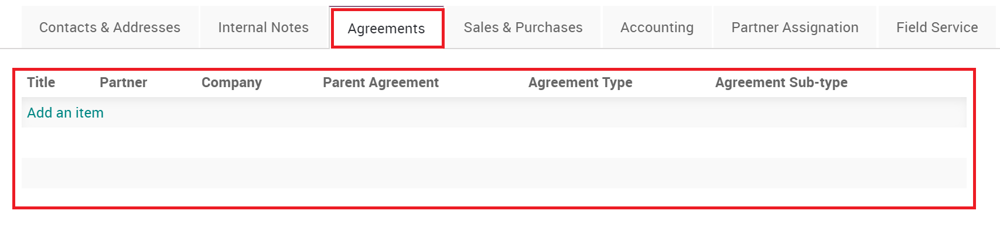 Contacts & Addresses Internal Notes Agreements Sales & Purchases Accounting Partner Assignation Field Service
Title Partner Company Parent Agreement Agreement Type Agreement Sub-type
Add an item